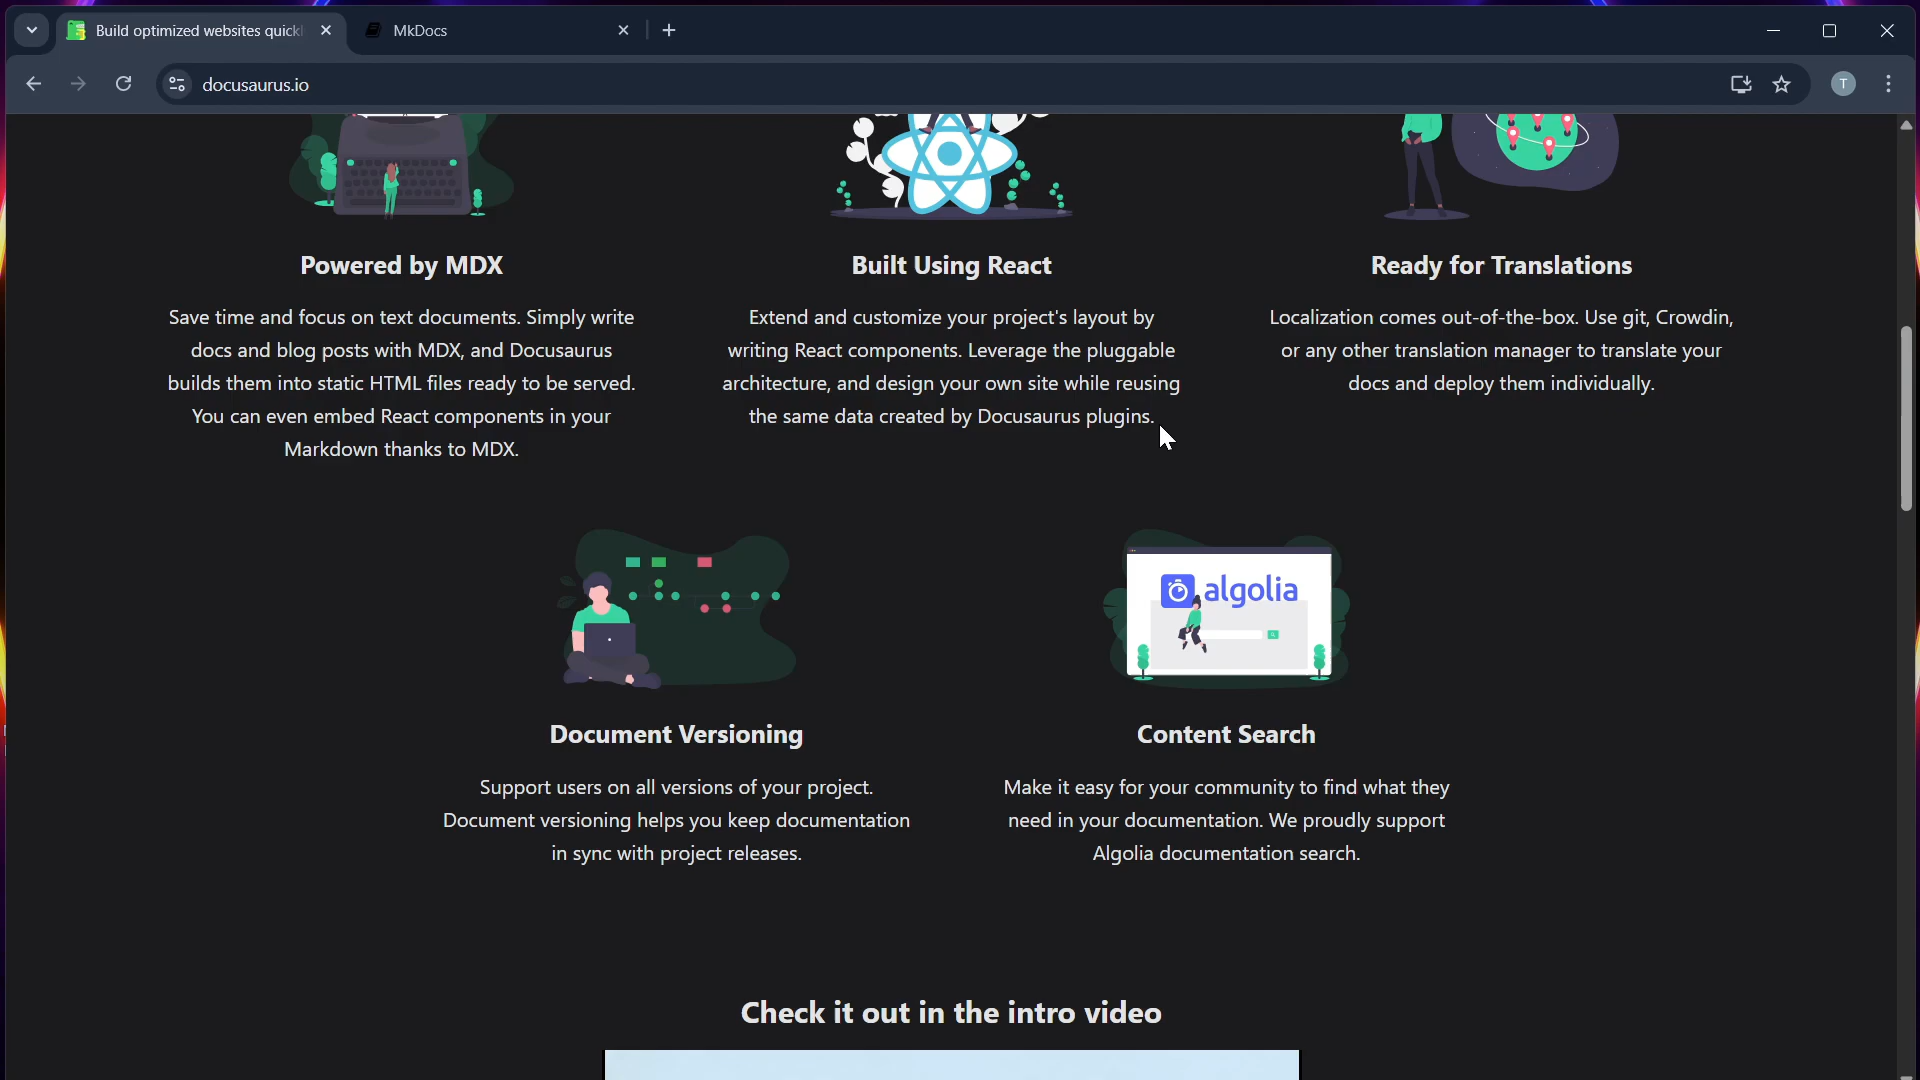 Build optimized websites quickl
MkDocs
docusaurus.io
T
Powered by MDX
Save time and focus on text documents. Simply write
docs and blog posts with MDX, and Docusaurus
builds them into static HTML files ready to be served.
You can even embed React components in your
Markdown thanks to MDX.
Built Using React
Extend and customize your project's layout by
writing React components. Leverage the pluggable
architecture, and design your own site while reusing
the same data created by Docusaurus plugins.
Ready for Translations
Localization comes out-of-the-box. Use git, Crowdin,
or any other translation manager to translate your
docs and deploy them individually.
algolia
Document Versioning
Support users on all versions of your project.
Document versioning helps you keep documentation
in sync with project releases.
Content Search
Make it easy for your community to find what they
need in your documentation. We proudly support
Algolia documentation search.
Check it out in the intro video